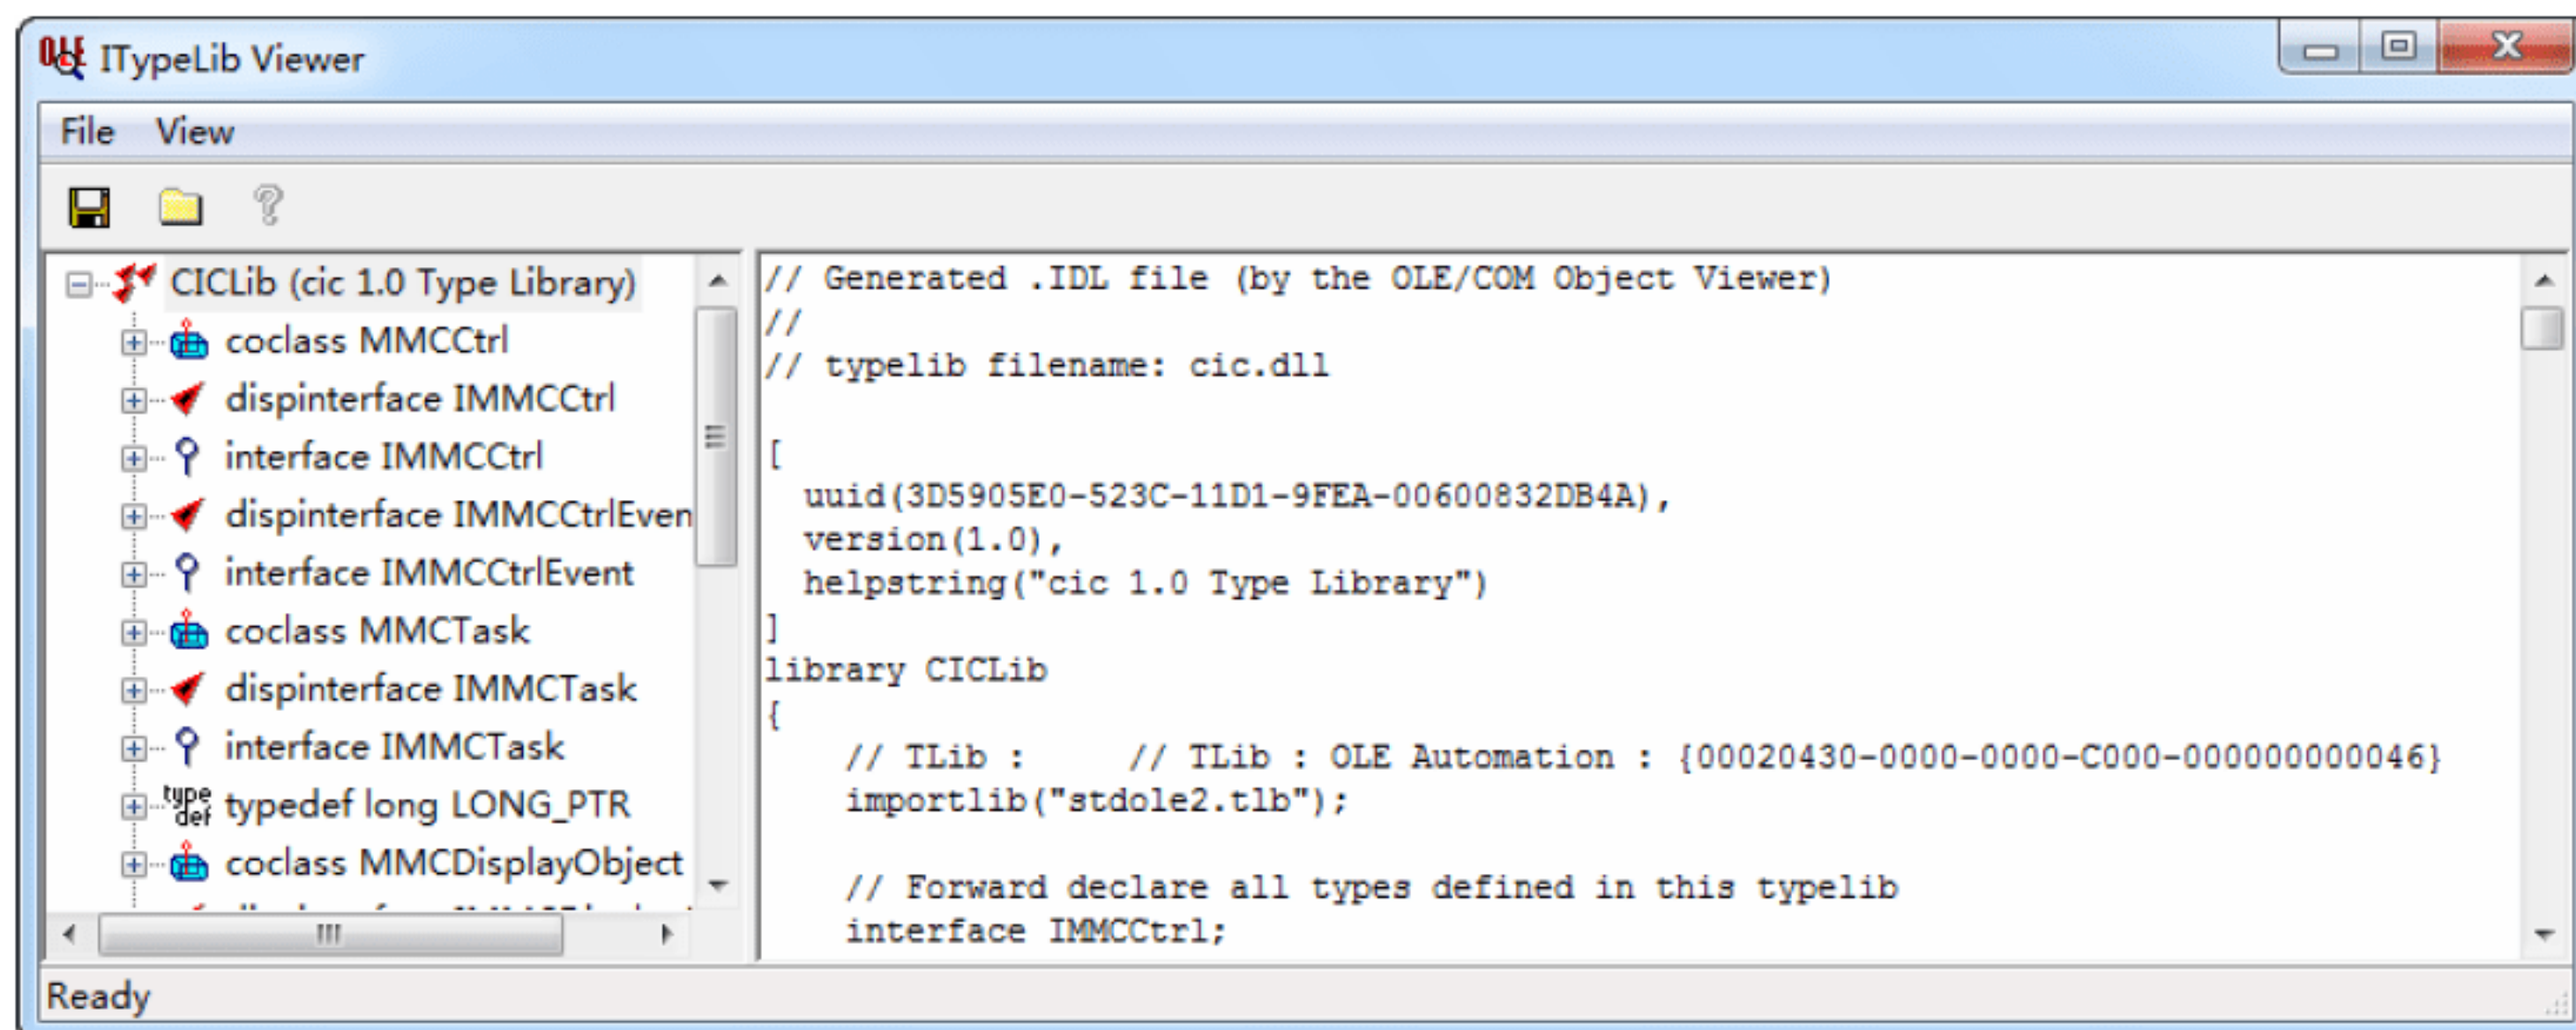 ITypeLib Viewer
File View
CICLib (cic 1.0 Type Library)
coclass MMCCtrl
dispinterface IMMCCtrl
interface IMMCCtrl
dispinterface IMMCCtrlEven
interface IMMCCtrlEvent
coclass MMCTask
dispinterface IMMCTask
interface IMMCTask
type def typedef long LONG_PTR
coclass MMCDisplayObject
// Generated .IDL file (by the OLE/COM Object Viewer)
//
// typelib filename: cic.dll
[
uuid(3D5905E0-523C-11D1-9FEA-00600832DB4A),
version(1.0),
helpstring("cic 1.0 Type Library")
]
library CICLib
{
// TLib :     // TLib : OLE Automation : {00020430-0000-0000-C000-000000000046}
importlib("stdole2.tlb");
// Forward declare all types defined in this typelib
interface IMMCCtrl;
Ready